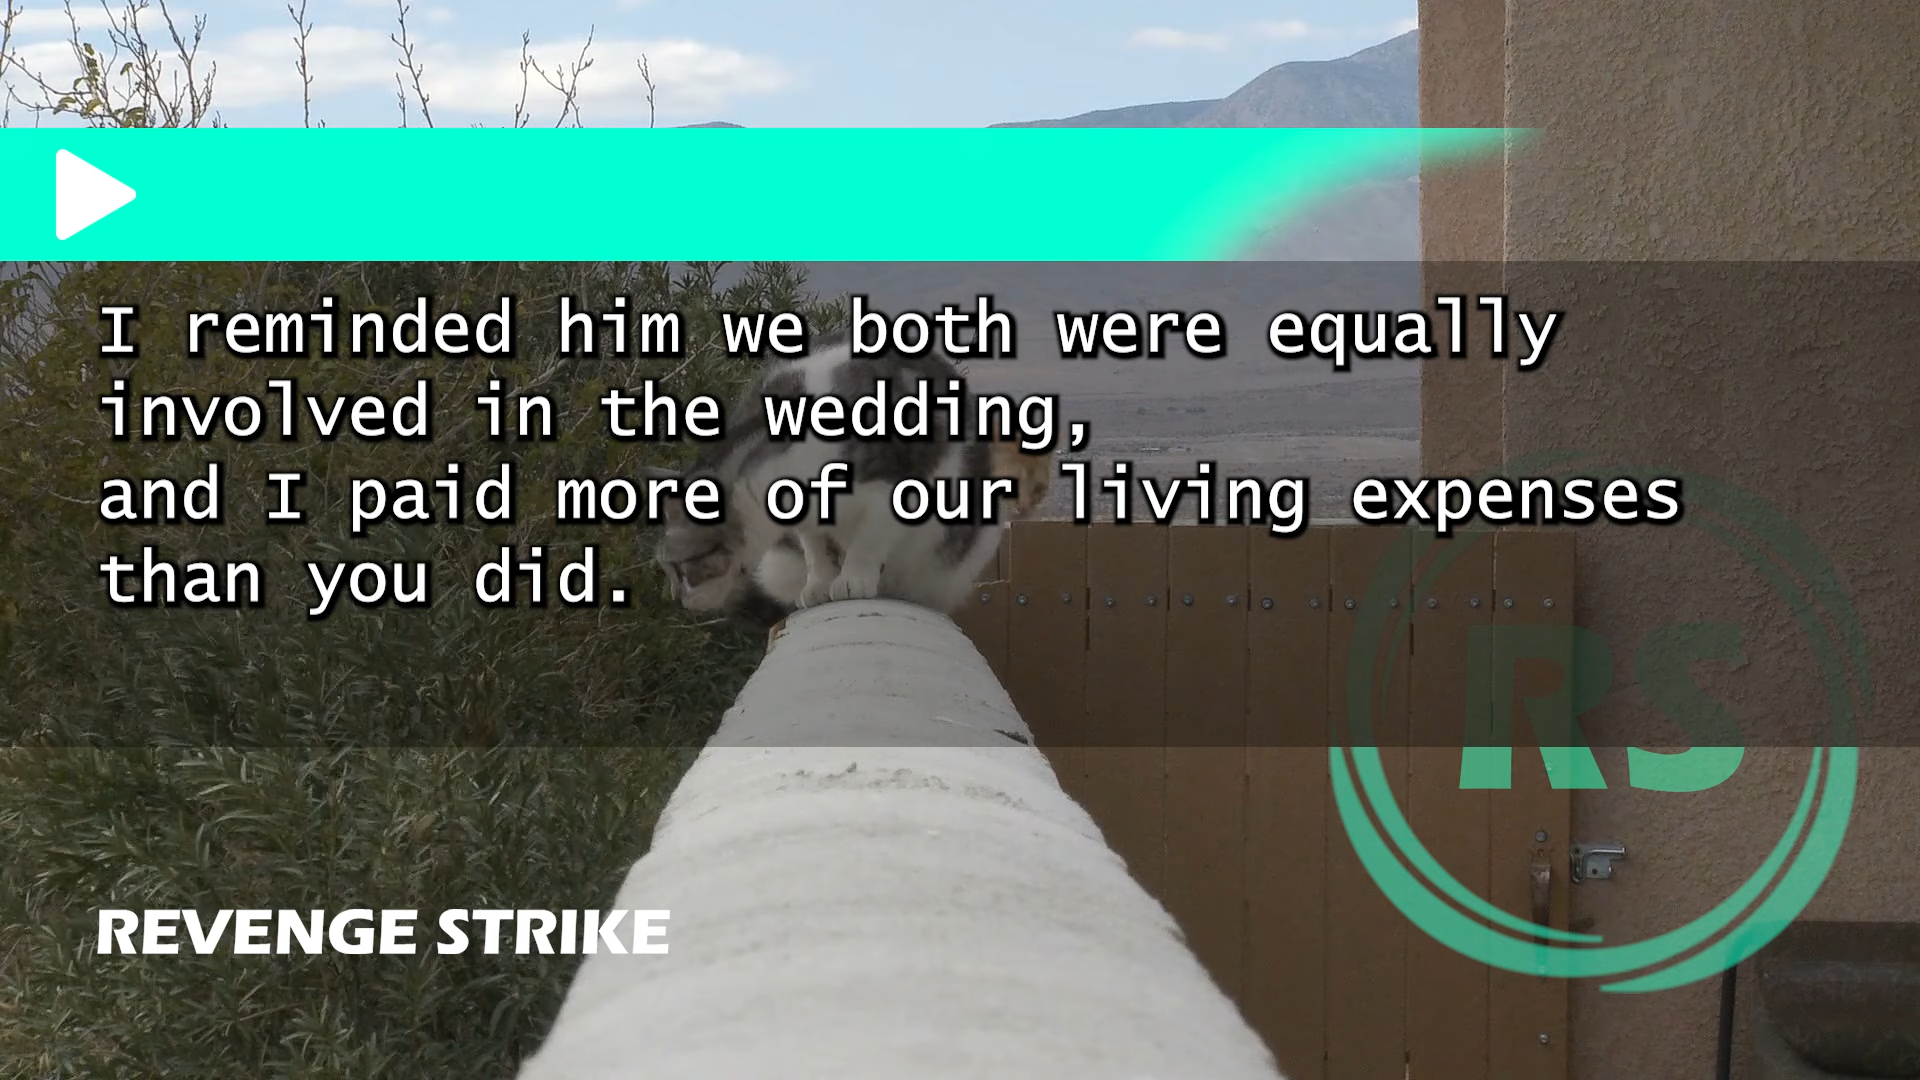 I reminded him we both were equally
involved in the wedding,
and I paid more of our living expenses
than you did.
RS
REVENGE STRIKE